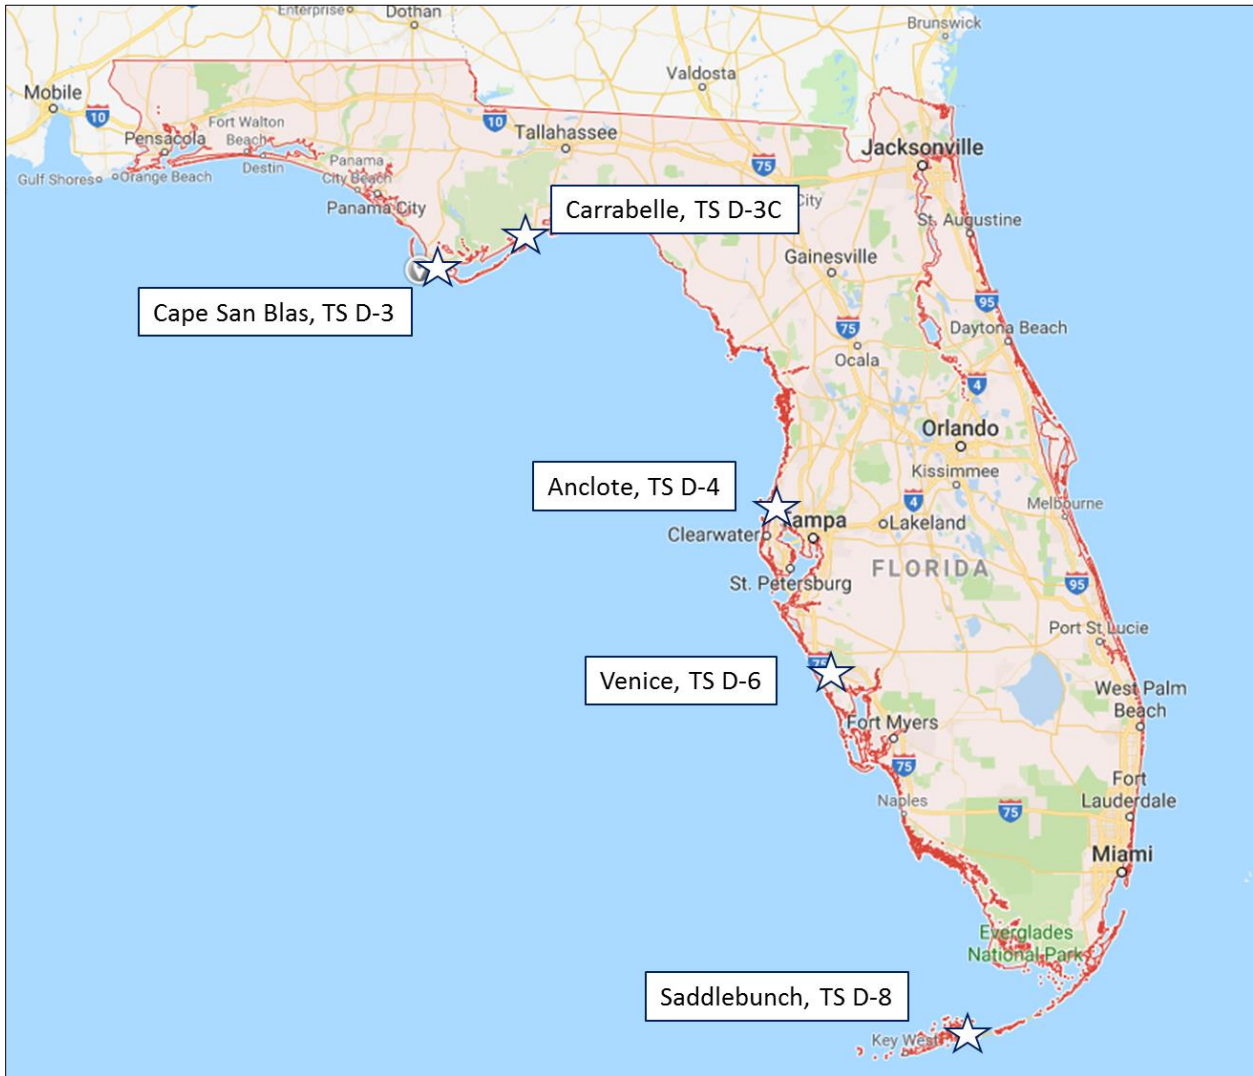 Enterprise
Dothan
Brunswick
Valdosta
Mobile
10
Pensacola
Fort Walton
Beach
Destin
Gulf Shores
Orange Beach
Panama
City Beach
Panama City
10
Tallahassee
75
City
Jacksonville
St. Augustine
Carrabelle, TS D-3C
Cape San Blas, TS D-3
Gainesville
75
Ocala
95
Daytona Beach
4
Orlando
Kissimmee
Melbourne
Anclote, TS D-4
Clearwater
Tampa
4
Lakeland
St. Petersburg
FLORIDA
95
Port St Lucie
Venice, TS D-6
75
West Palm
Beach
Fort Myers
75
Naples
75
Fort
Lauderdale
Miami
Everglades
National Park
Saddlebunch, TS D-8
Key West